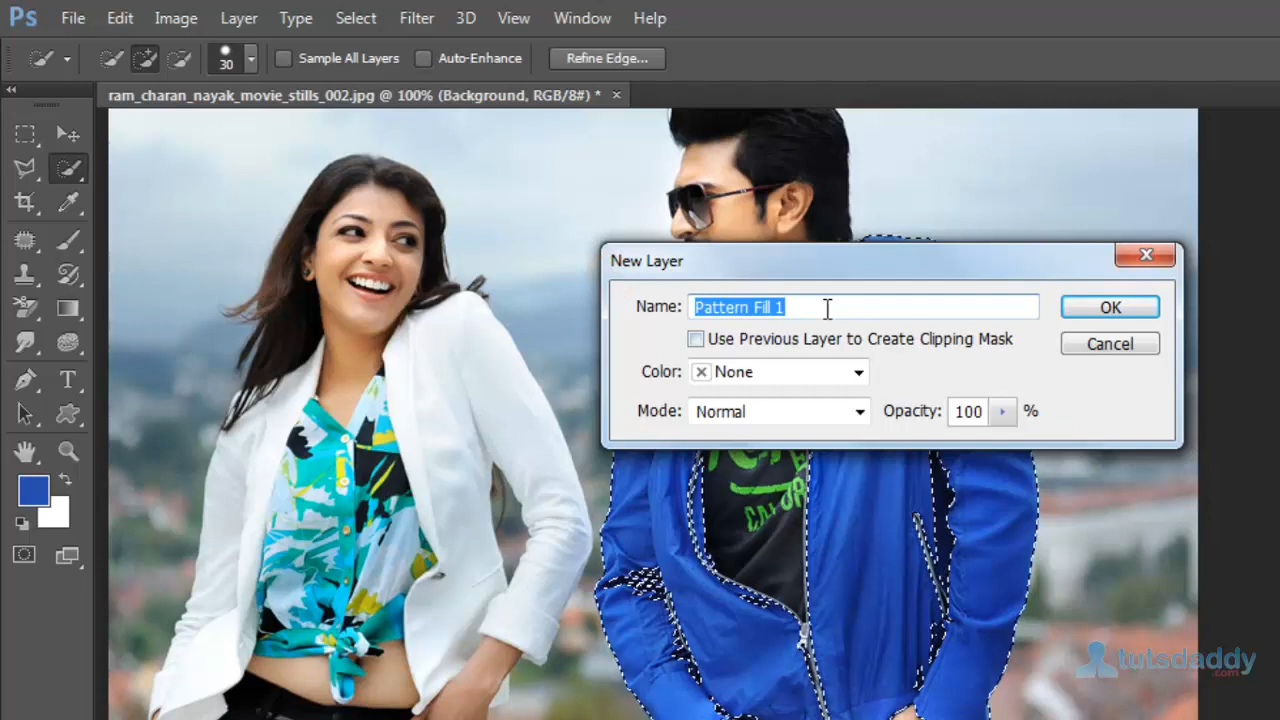 Ps File Edit Image Layer Type Select Filter 3D View Window Help
30 Sample All Layers Auto-Enhance Refine Edge...
ram_charan_nayak_movie_stills_002.jpg @ 100% (Background, RGB/8#) * ×
New Layer
Name: Pattern Fill 1 OK
Use Previous Layer to Create Clipping Mask Cancel
Color: None
Mode: Normal Opacity: 100 %
T
tutsdaddy
.com